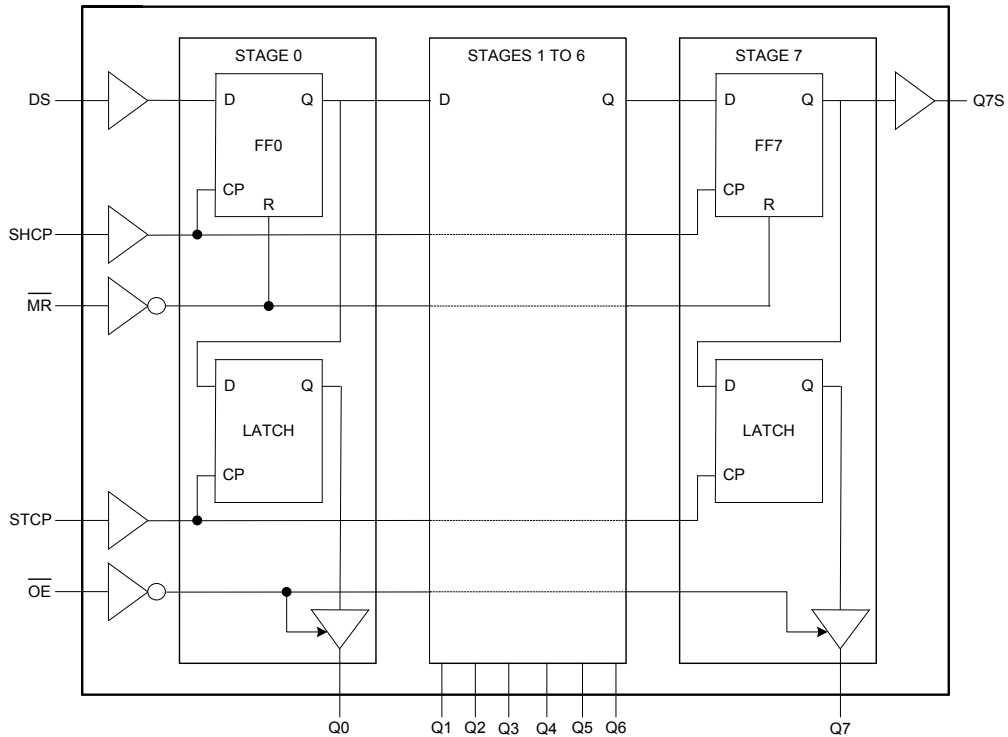 STAGE 0
STAGES 1 TO 6
STAGE 7
DS
D
Q
D
Q
D
Q
Q7S
FF0
FF7
CP
CP
R
R
SHCP
MR
D
Q
D
Q
LATCH
LATCH
CP
CP
STCP
OE
Q0
Q1
Q2
Q3
Q4
Q5
Q6
Q7